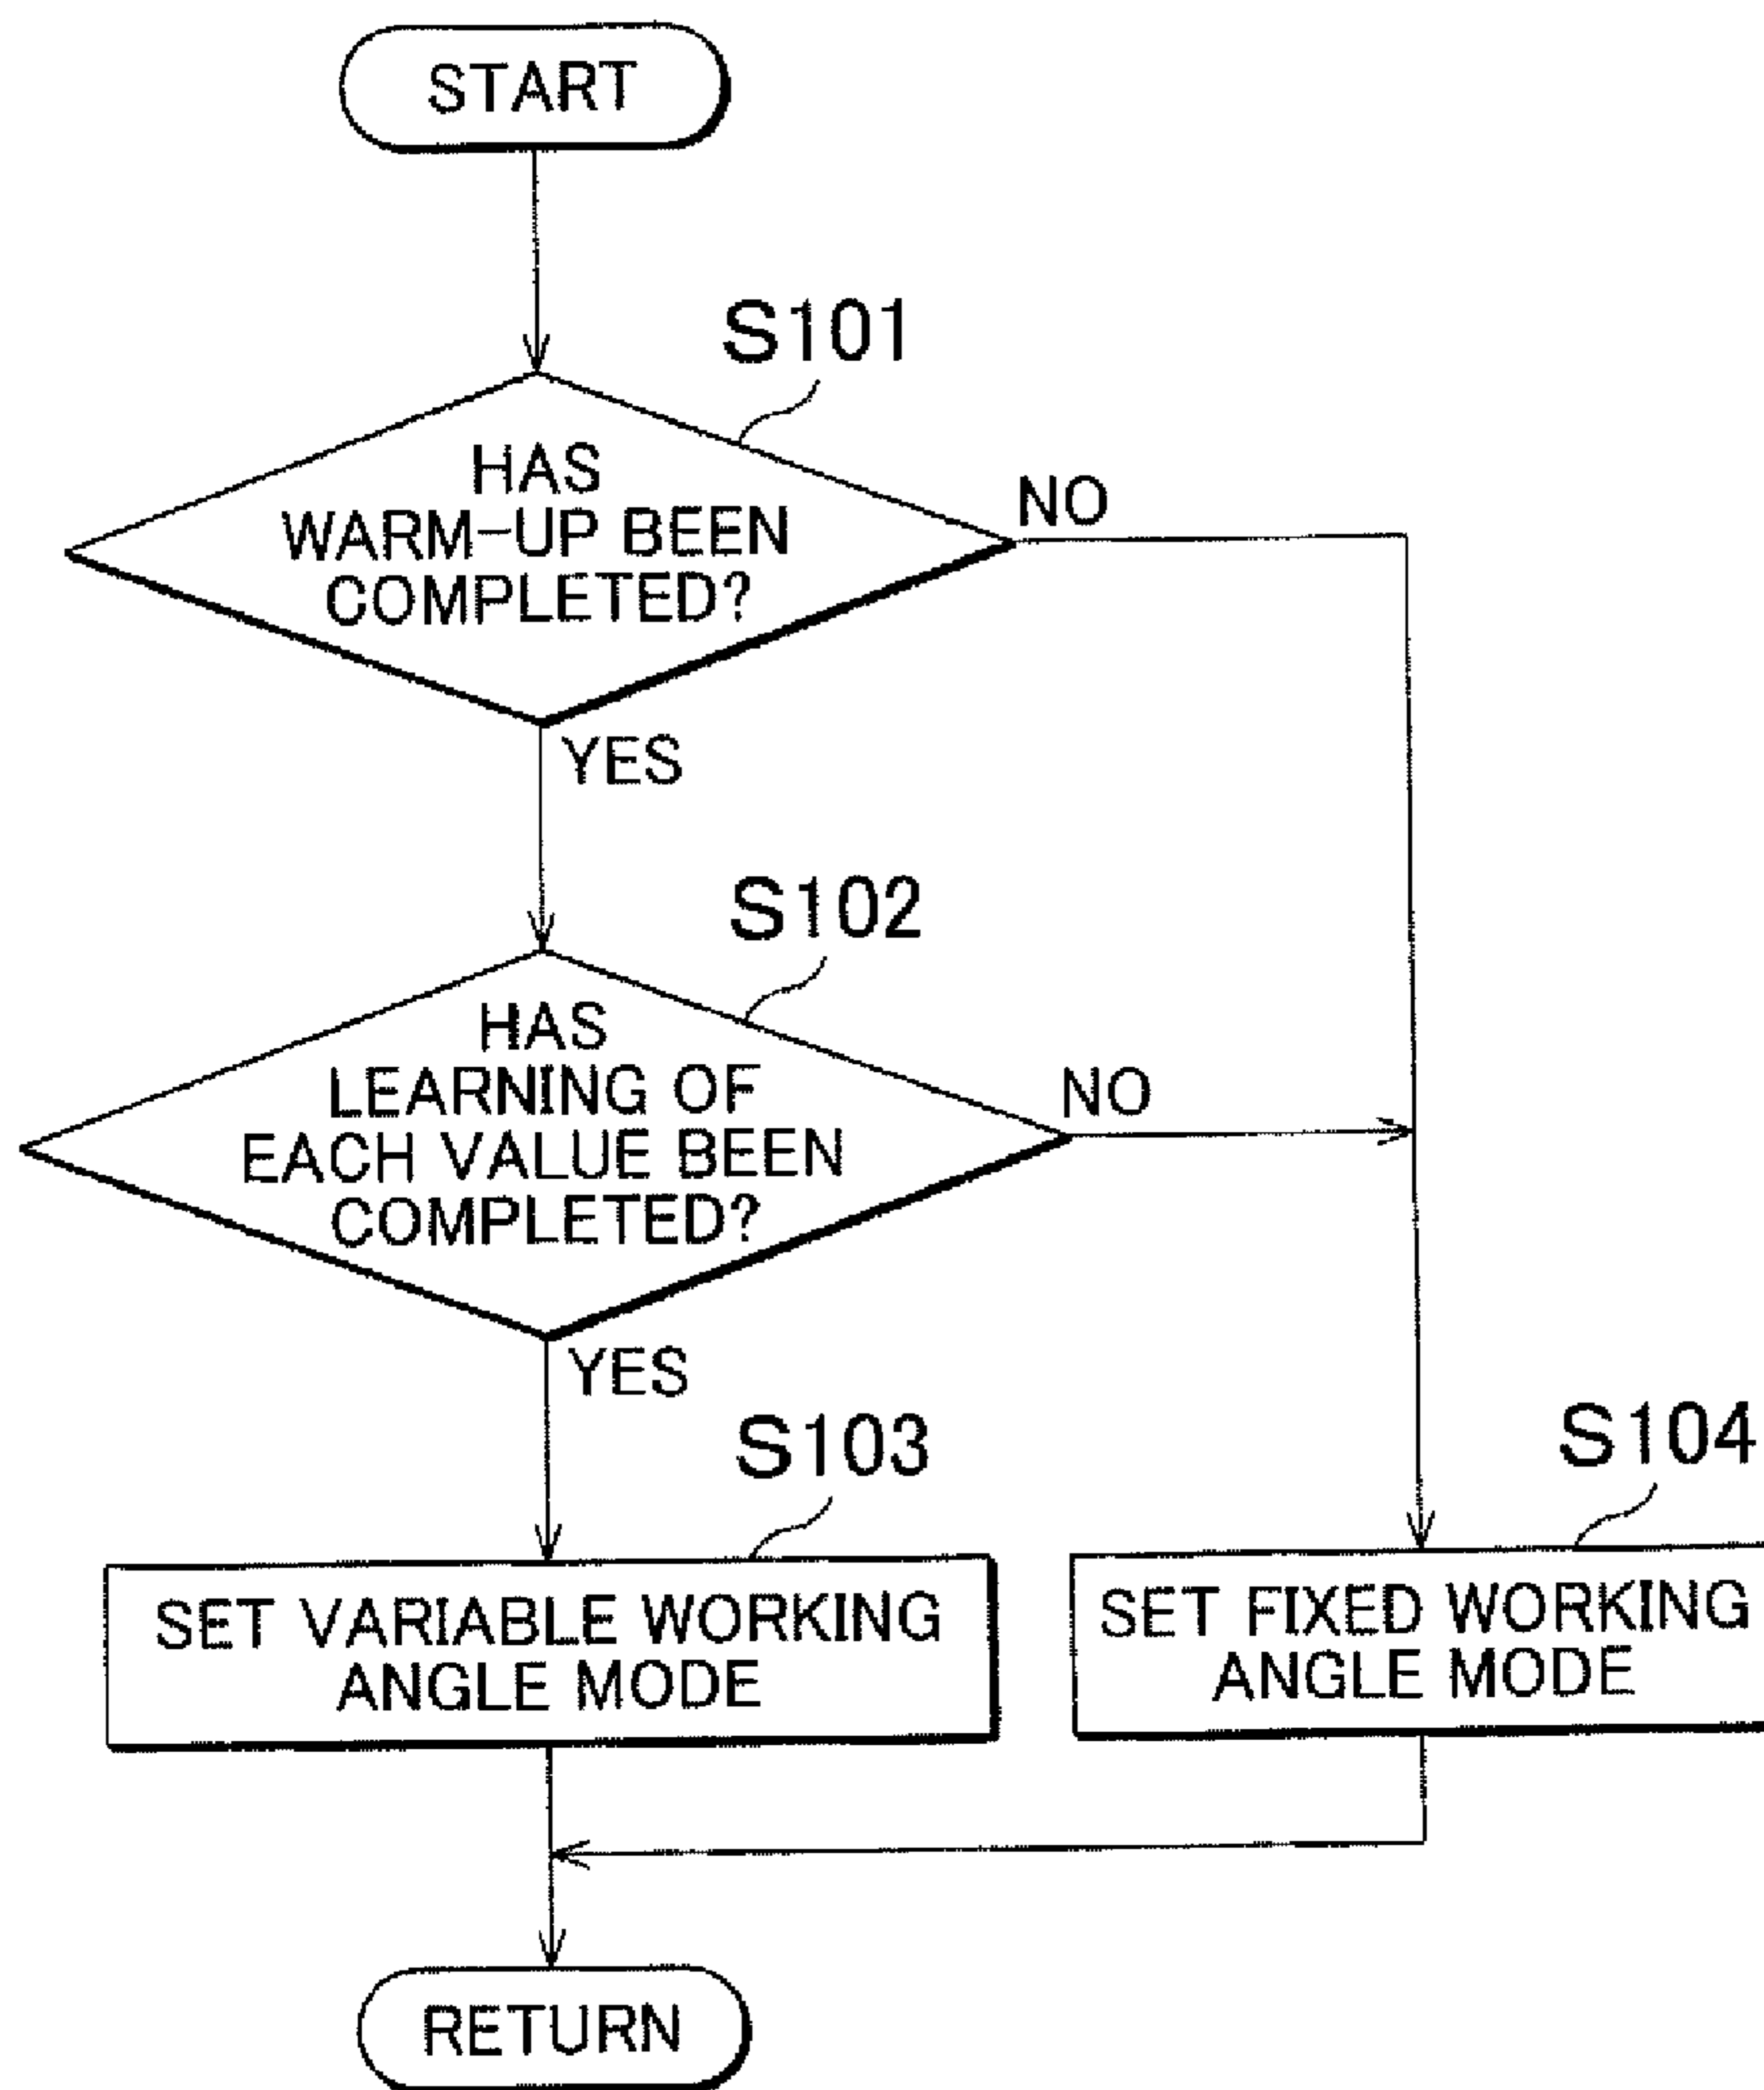 START
S101
HAS
WARM-UP BEEN
COMPLETED?
NO
YES
S102
HAS
LEARNING OF
EACH VALUE BEEN
COMPLETED?
NO
YES
S103
S104
SET VARIABLE WORKING
ANGLE MODE
SET FIXED WORKING
ANGLE MODE
RETURN